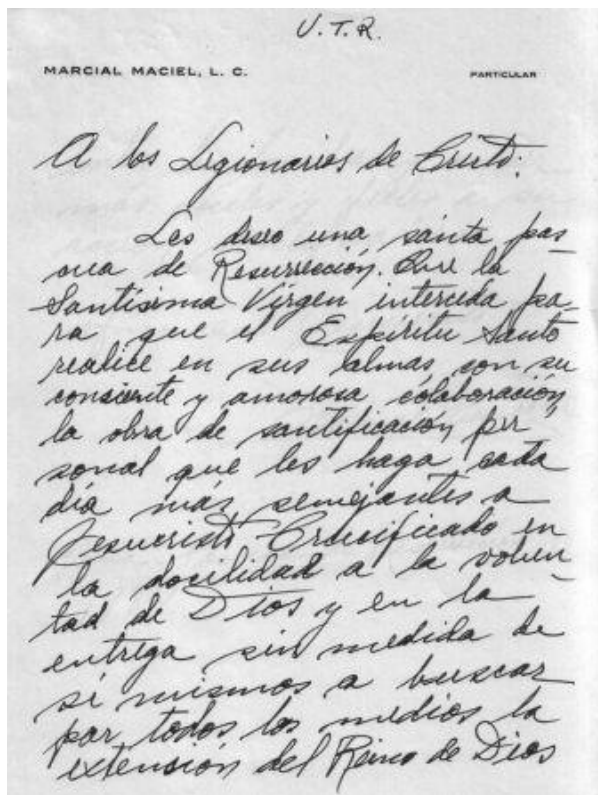 U.T.R.
MARCIAL MACIEL, L. C. PARTICULAR
A los Legionarios de Cristo:
Les deseo una santa pas-
cua de Resurrección. Que la
Santísima Virgen interceda pa-
ra que el Espíritu Santo
realice en sus almas, con su
consciente y amorosa colaboración,
la obra de santificación per-
sonal que les haga cada
día más semejantes a
Jesucristo Crucificado en
la docilidad a la volun-
tad de Dios y en la
entrega sin medida de
sí mismos a buscar
por todos los medios la
extensión del Reino de Dios